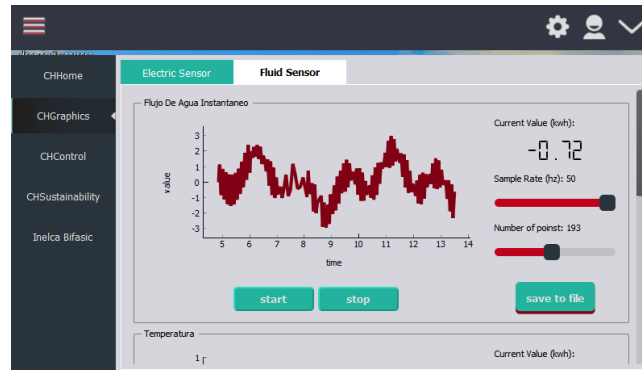 CHHome
CHGraphics
CHControl
CHSustainability
Inelca Bifasic
Electric Sensor
Fluid Sensor
Flujo De Agua Instantaneo
value
3
2
1
0
-1
-2
-3
5 6 7 8 9 10 11 12 13 14
time
start stop
Current Value (kwh):
-0.72
Sample Rate (hz): 50
Number of poinst: 193
save to file
Temperatura
1
Current Value (kwh):